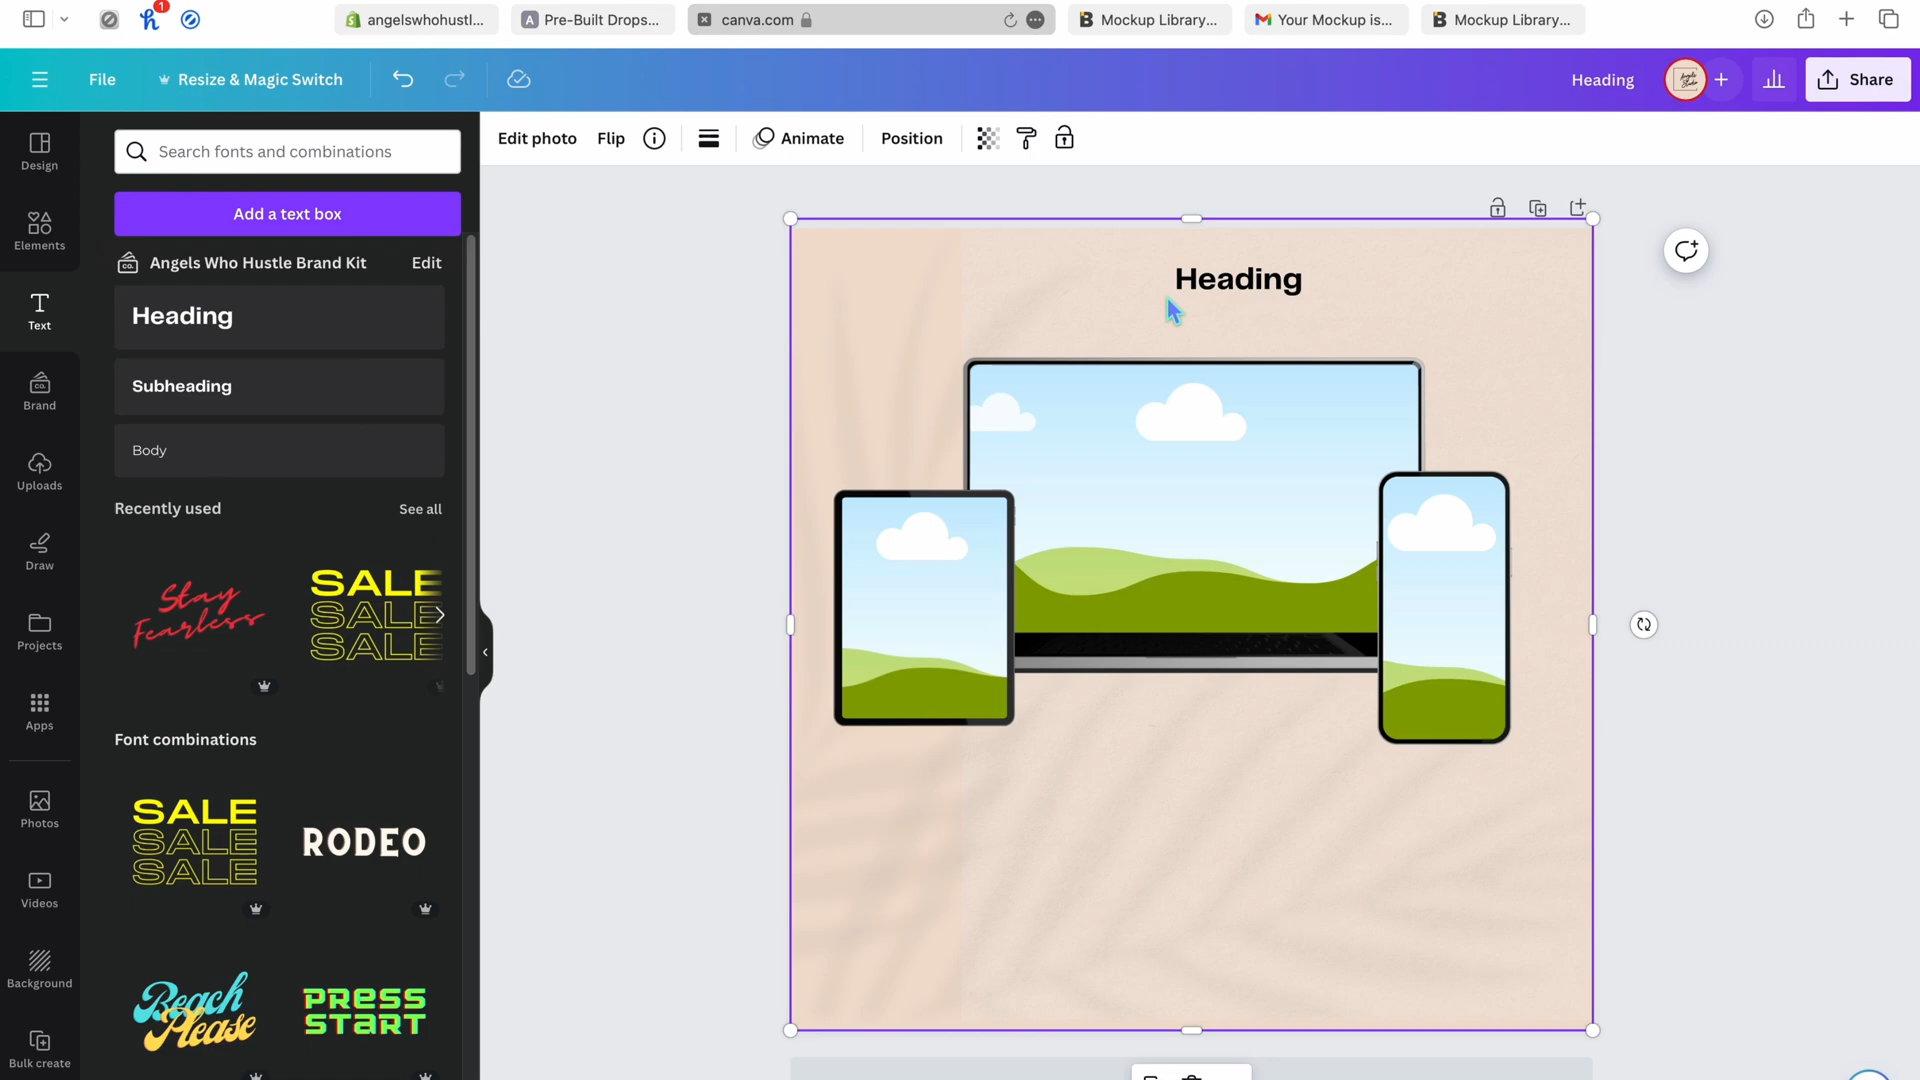 1
angelswhohustl...
Pre-Built Drops...
canva.com
Mockup Library...
Your Mockup is...
Mockup Library...
File
Resize & Magic Switch
Heading
Share
Edit photo
Flip
Animate
Position
Design
Elements
Text
Brand
Uploads
Draw
Projects
Apps
Photos
Videos
Background
Bulk create
Search fonts and combinations
Add a text box
CO.
Angels Who Hustle Brand Kit
Edit
Heading
Subheading
Body
Recently used
See all
Stay
Fearless
SALE
SALE
SALE
Font combinations
SALE
SALE
SALE
RODEO
Beach
Please
PRESS
START
Heading